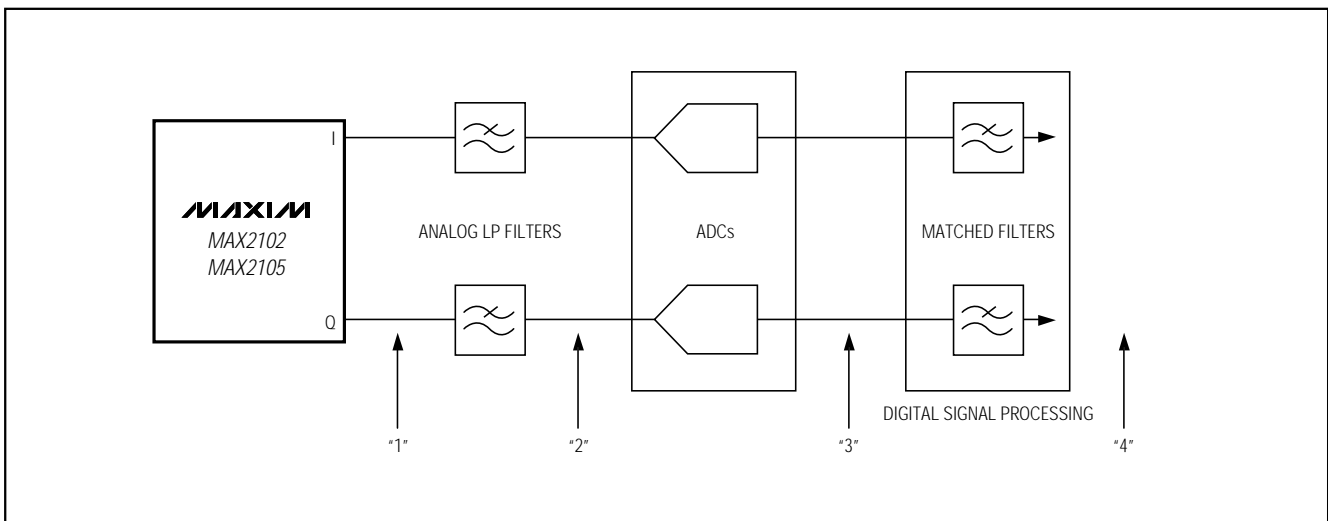 I
MAXIM
MAX2102
MAX2105
Q
ANALOG LP FILTERS
ADCs
MATCHED FILTERS
DIGITAL SIGNAL PROCESSING
"1"
"2"
"3"
"4"